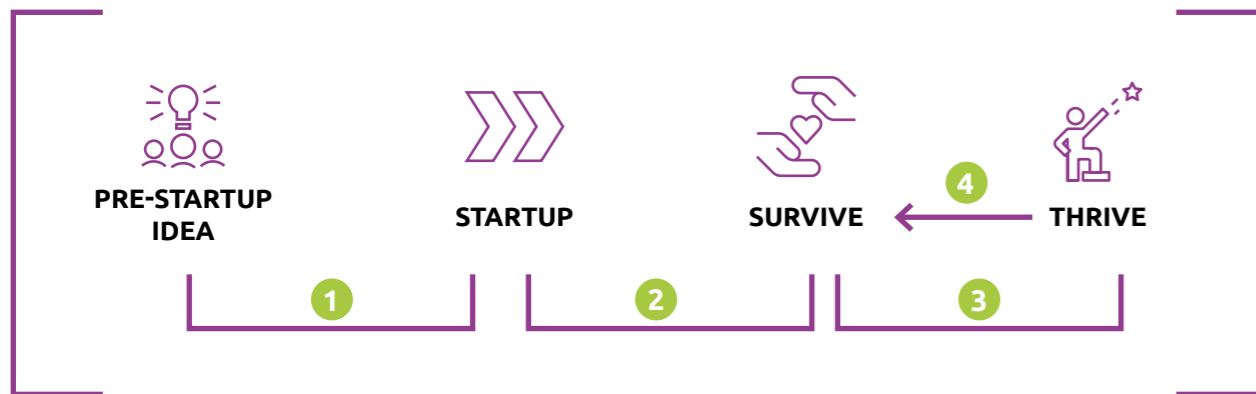 4
PRE-STARTUP
IDEA
STARTUP
SURVIVE
THRIVE
1
2
3